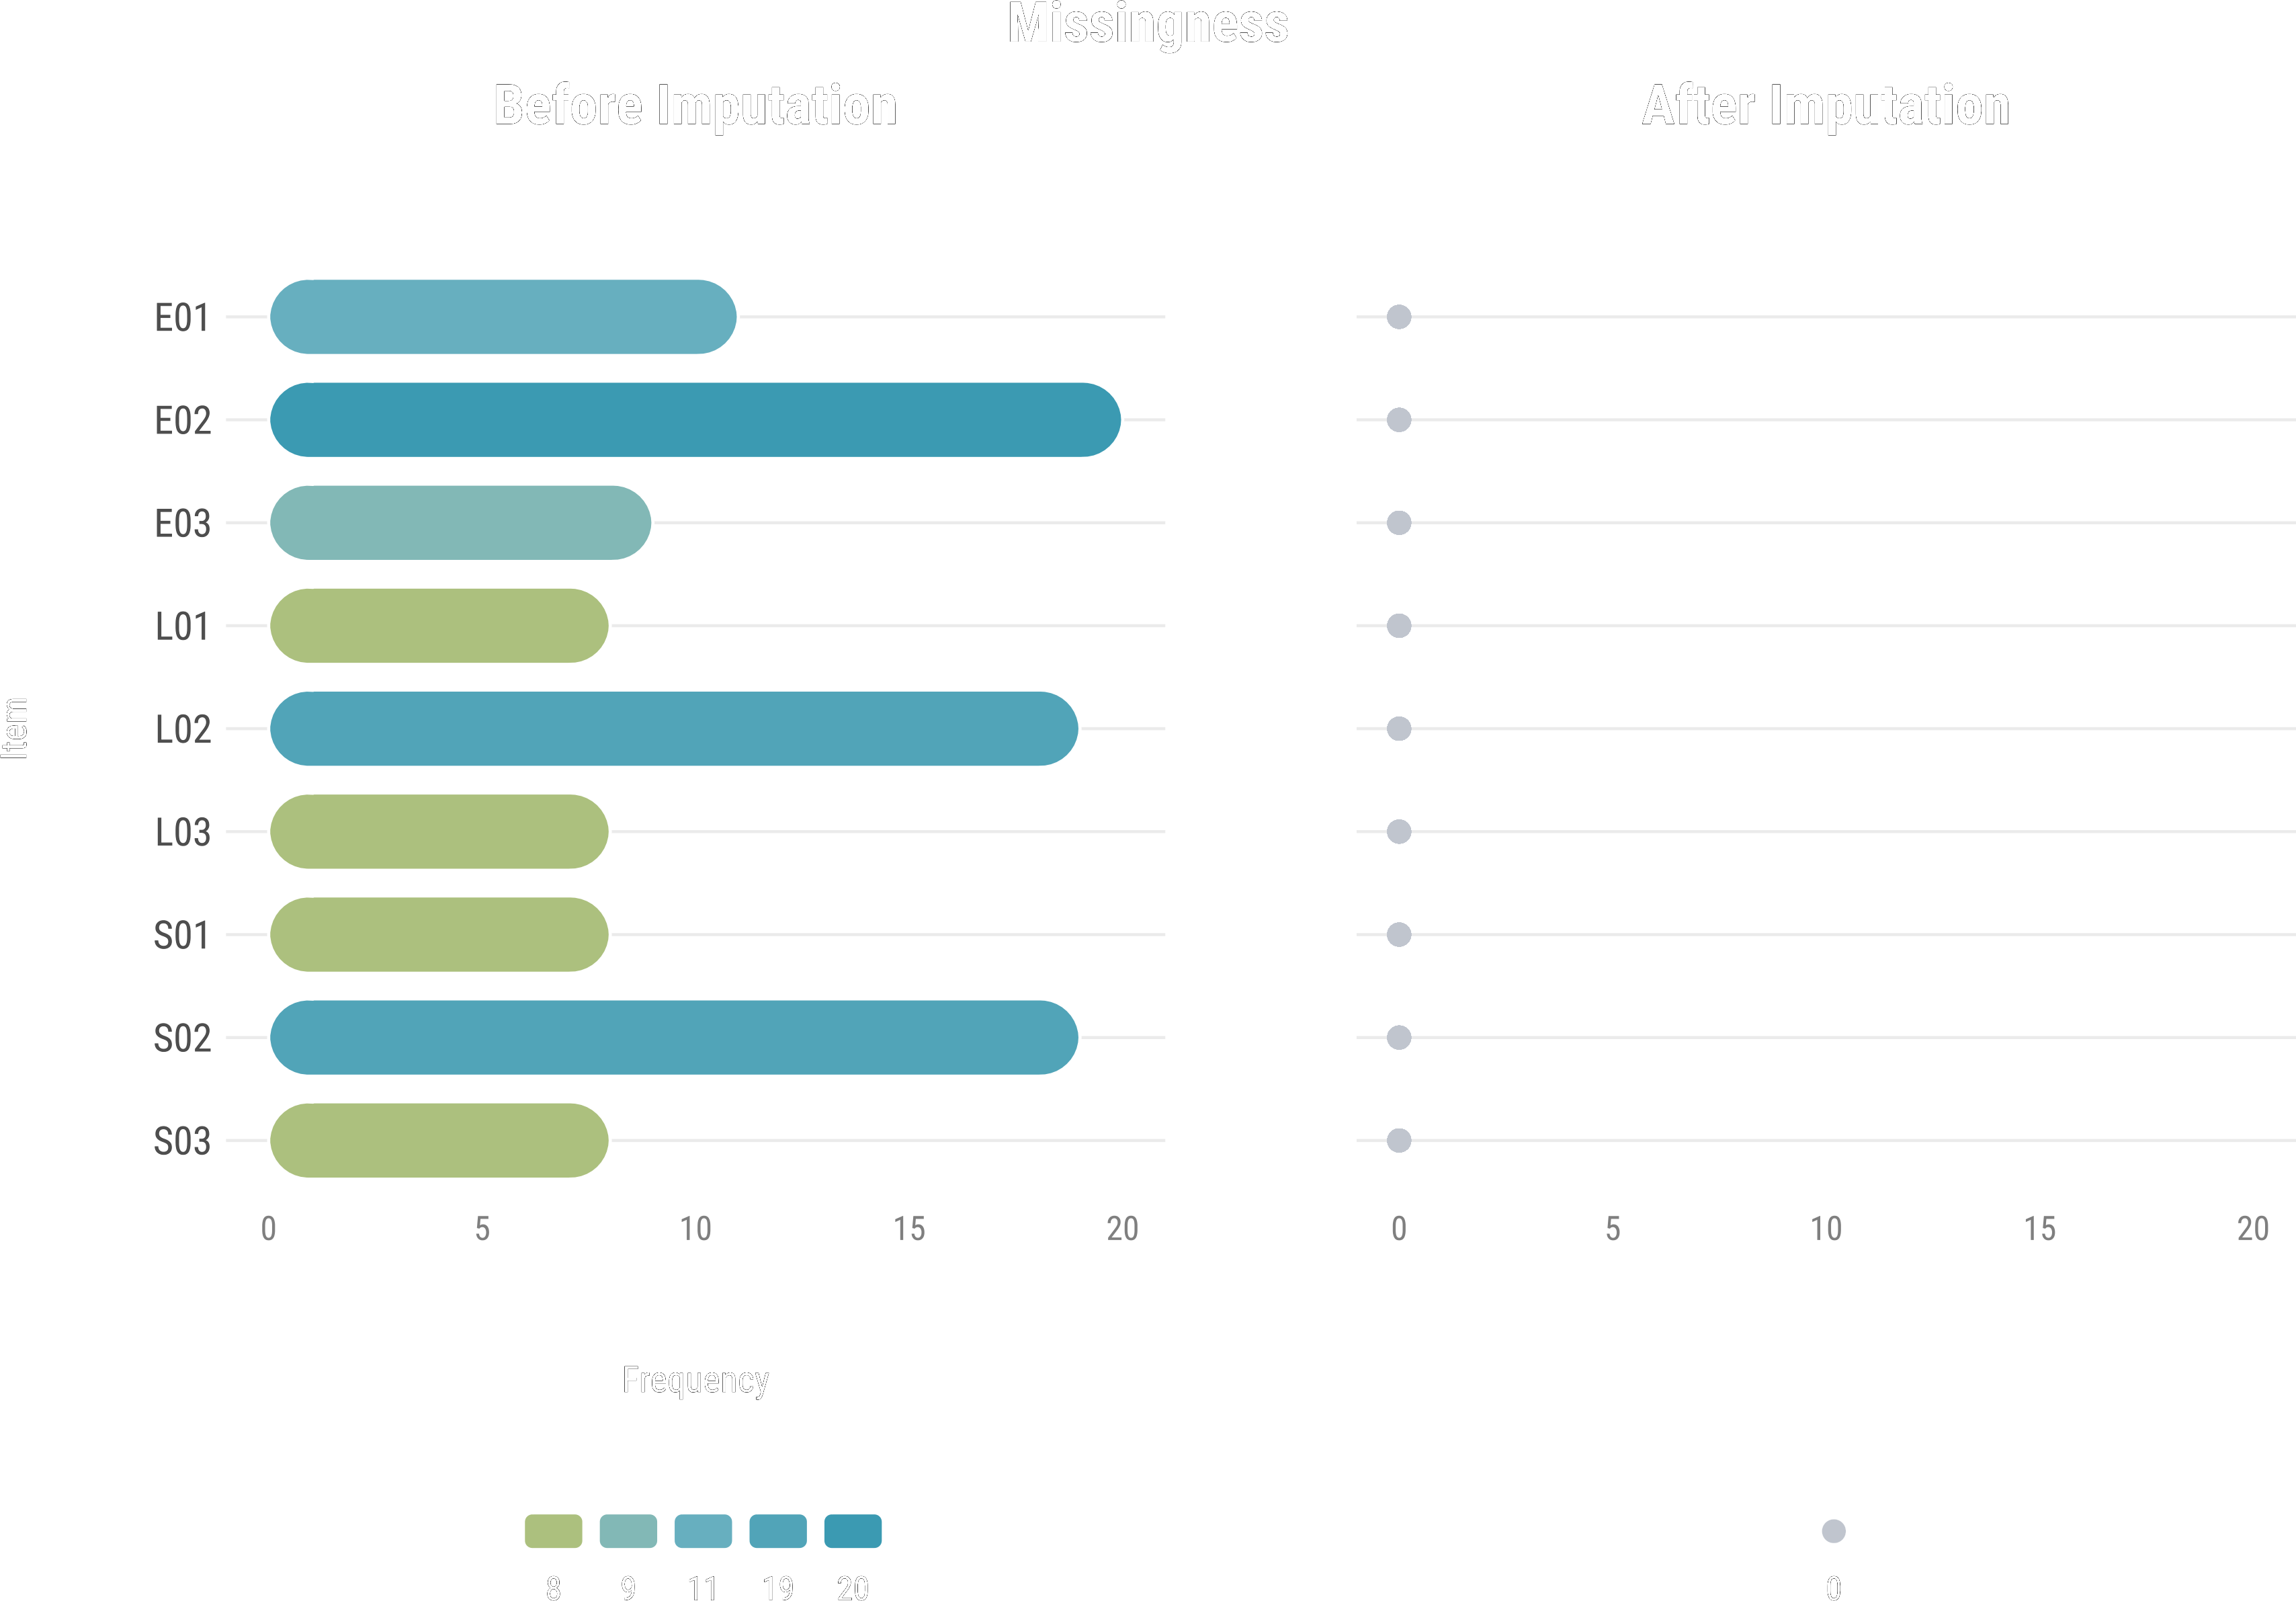 Missingness
Before Imputation
After Imputation
E01
E02
E03
L01
L02
L03
S01
S02
S03
Item
0 5 10 15 20
0 5 10 15 20
Frequency
8 9 11 19 20
0